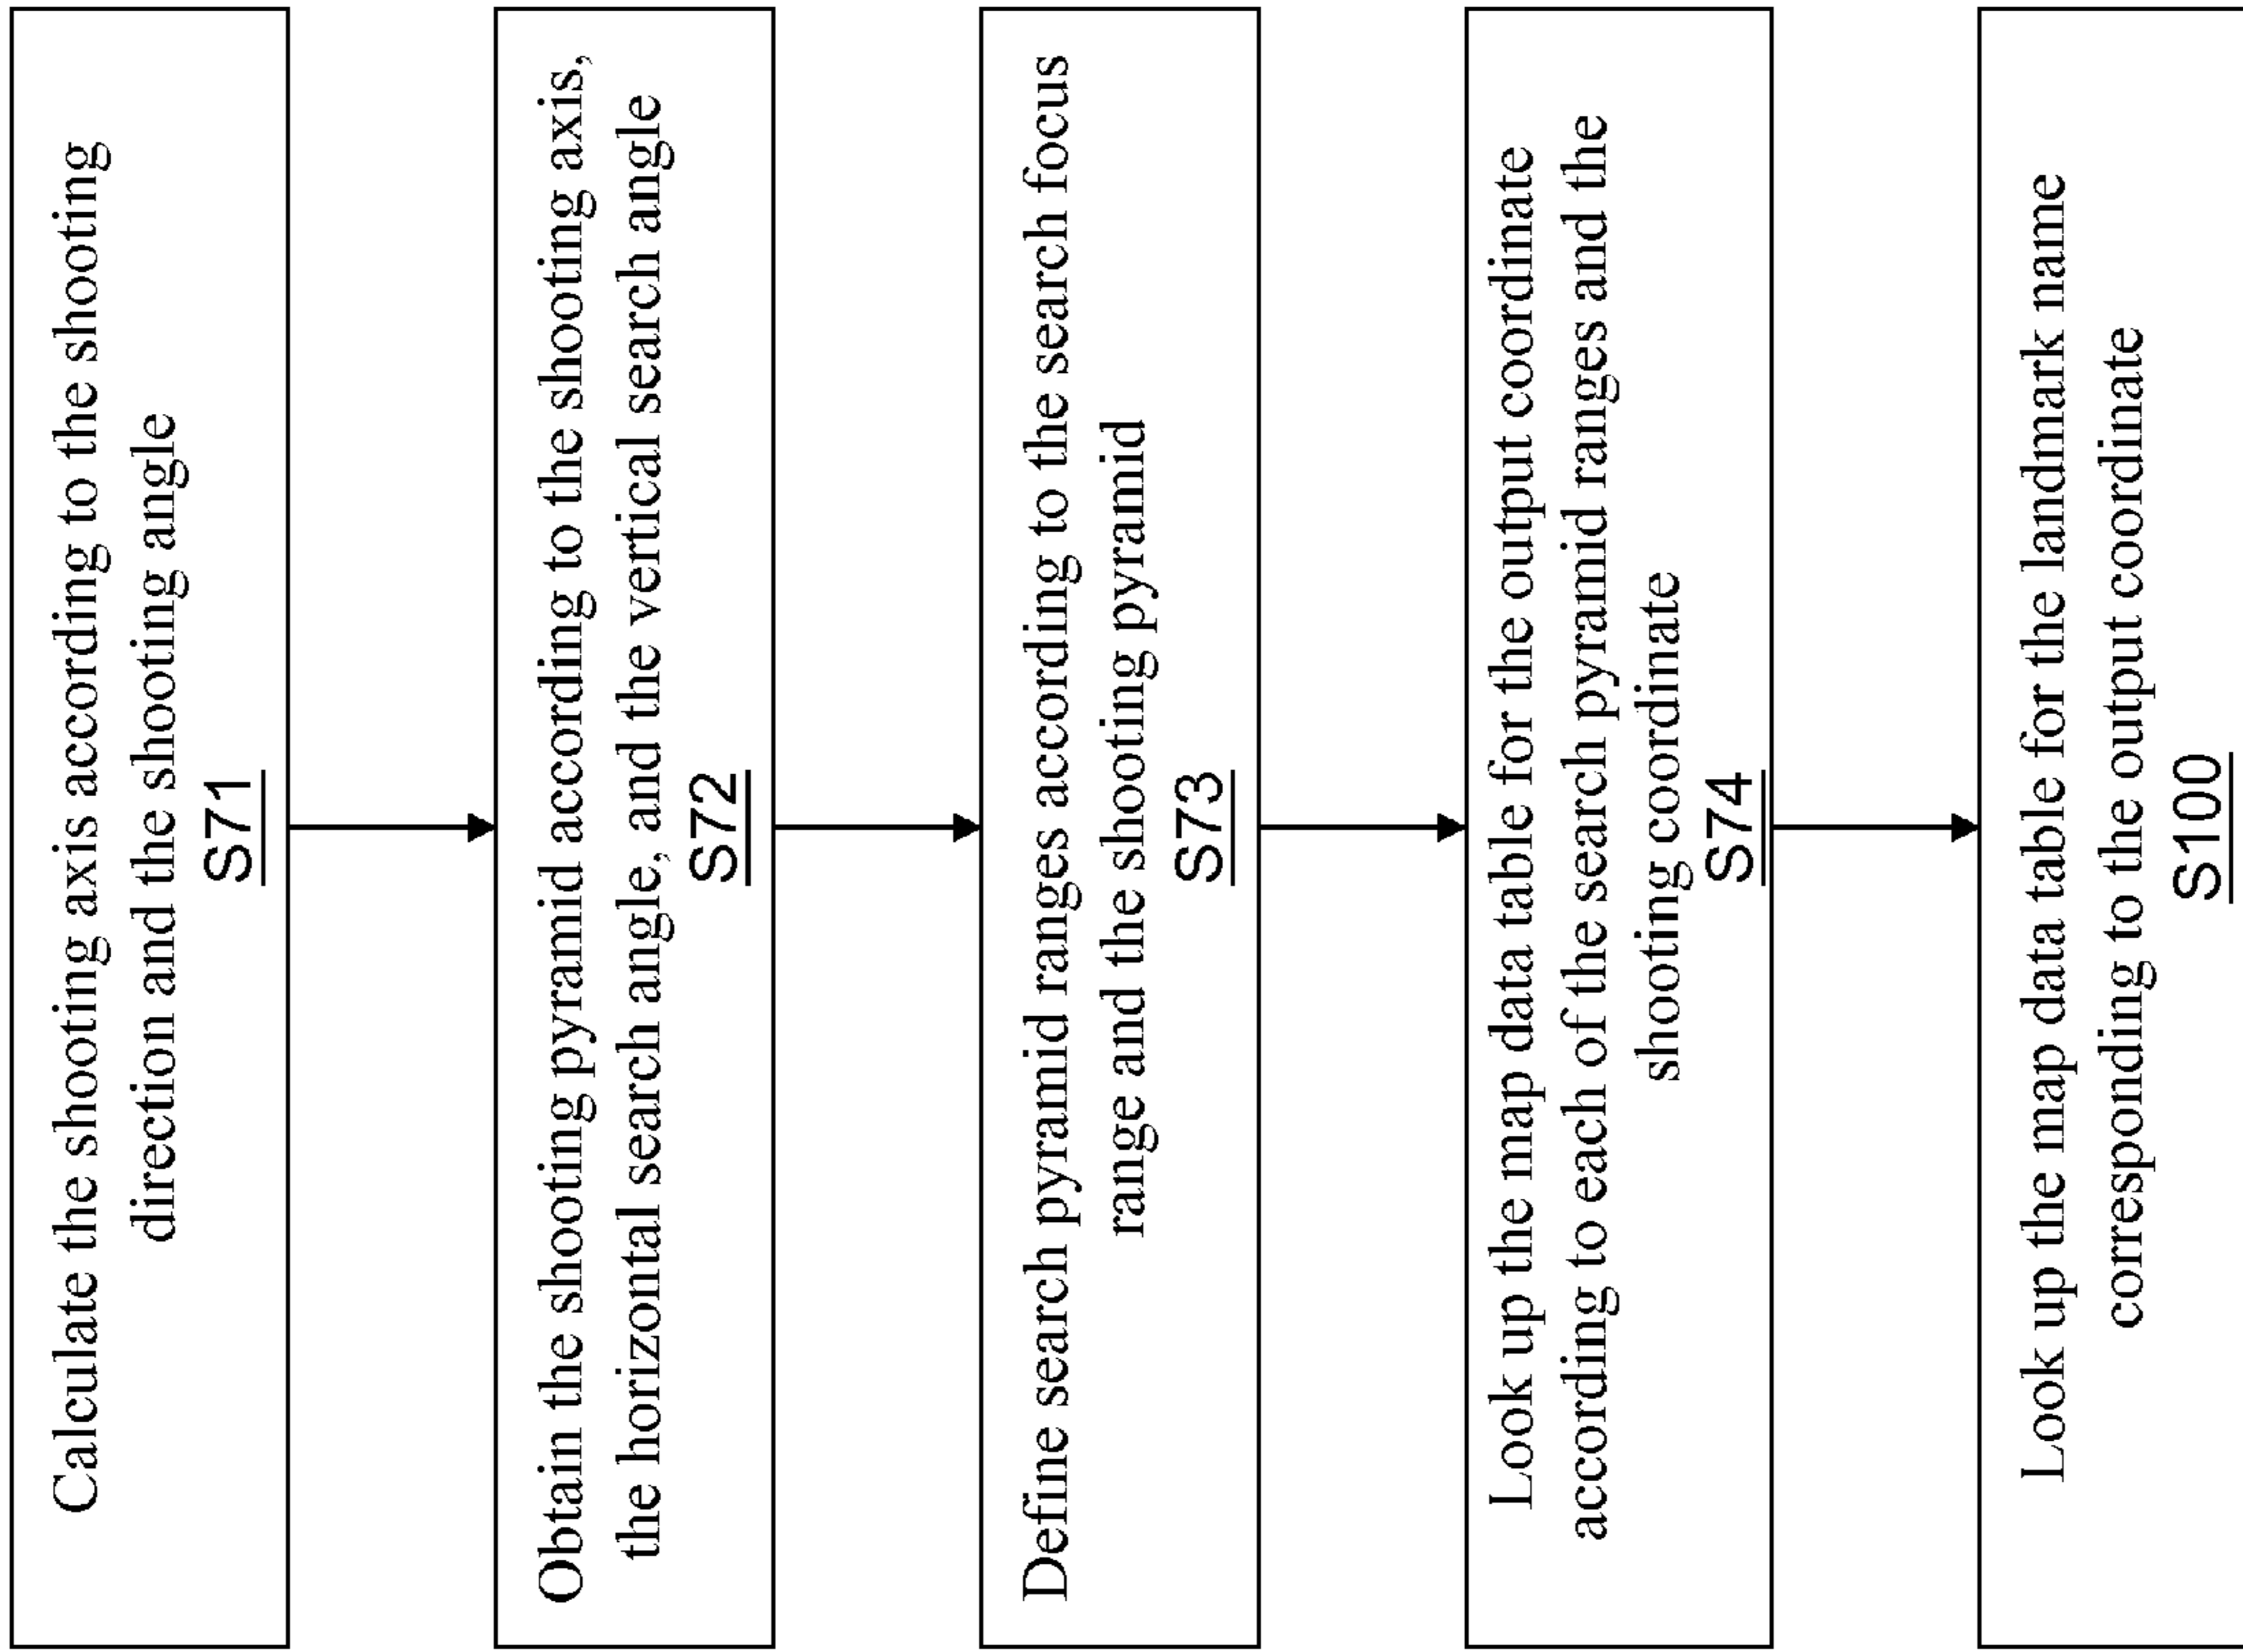 Calculate the shooting axis according to the shooting
direction and the shooting angle
S71
Obtain the shooting pyramid according to the shooting axis,
the horizontal search angle, and the vertical search angle
S72
Define search pyramid ranges according to the search focus
range and the shooting pyramid
S73
Look up the map data table for the output coordinate
according to each of the search pyramid ranges and the
shooting coordinate
S74
Look up the map data table for the landmark name
corresponding to the output coordinate
S100